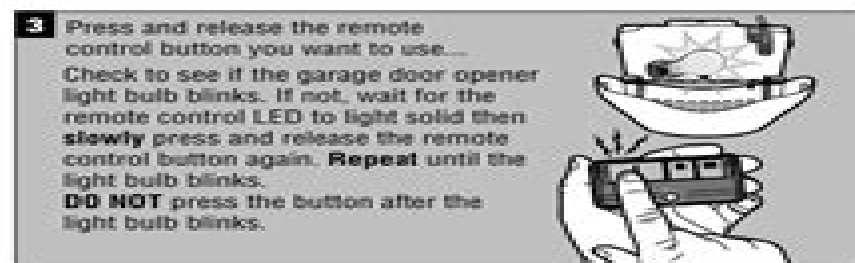 3 Press and release the remote
control button you want to use...
Check to see if the garage door opener
light bulb blinks. If not, wait for the
remote control LED to light solid then
slowly press and release the remote
control button again. Repeat until the
light bulb blinks.
DO NOT press the button after the
light bulb blinks.